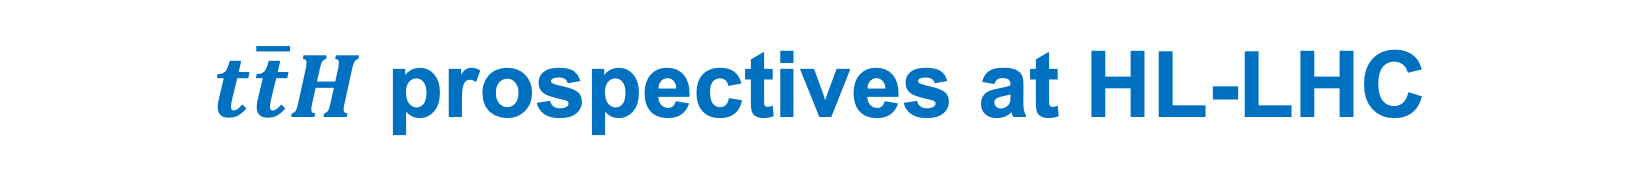 tt̄H prospectives at HL-LHC